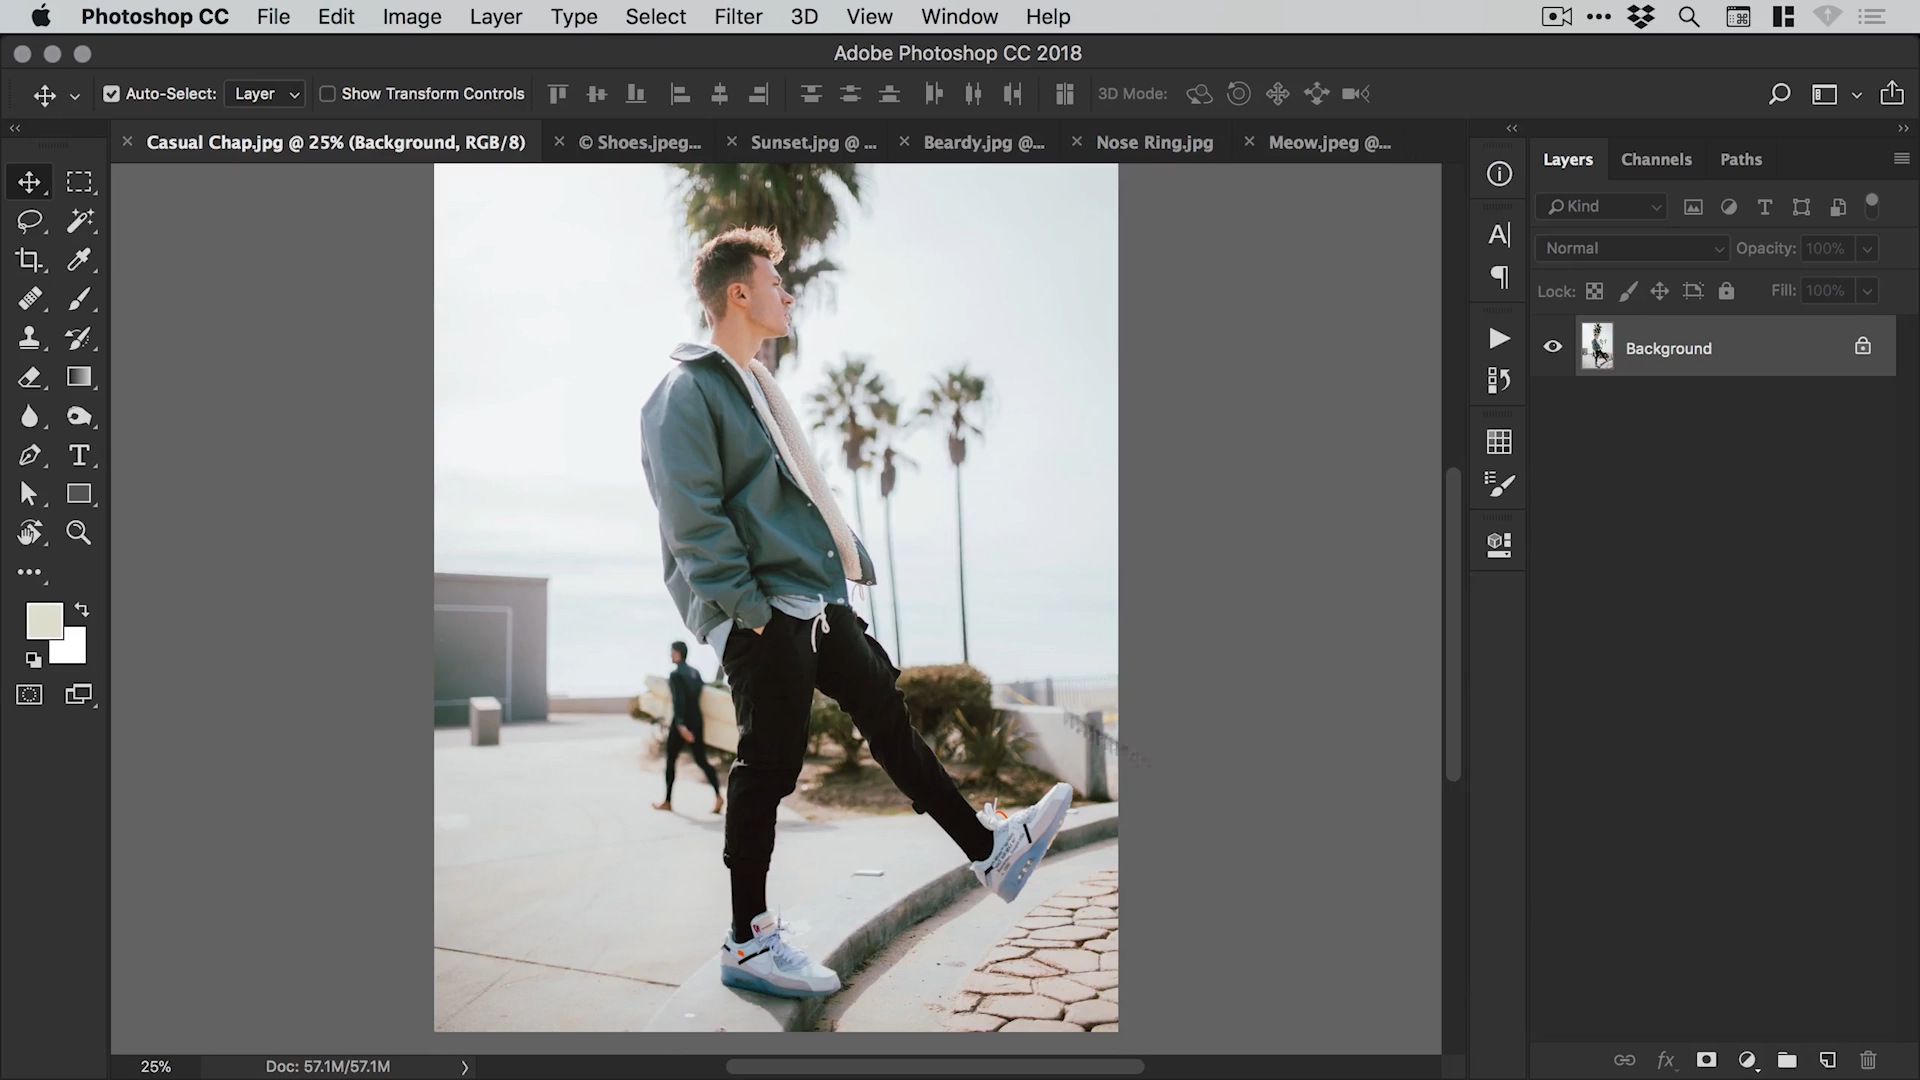 Photoshop CC File Edit Image Layer Type Select Filter 3D View Window Help
Adobe Photoshop CC 2018
Auto-Select: Layer Show Transform Controls 3D Mode:
Casual Chap.jpg @ 25% (Background, RGB/8) © Shoes.jpeg... Sunset.jpg @ ... Beardy.jpg @... Nose Ring.jpg Meow.jpeg @...
Layers Channels Paths
Kind
Normal Opacity: 100%
Lock: Fill: 100%
Background
25% Doc: 57.1M/57.1M
fx